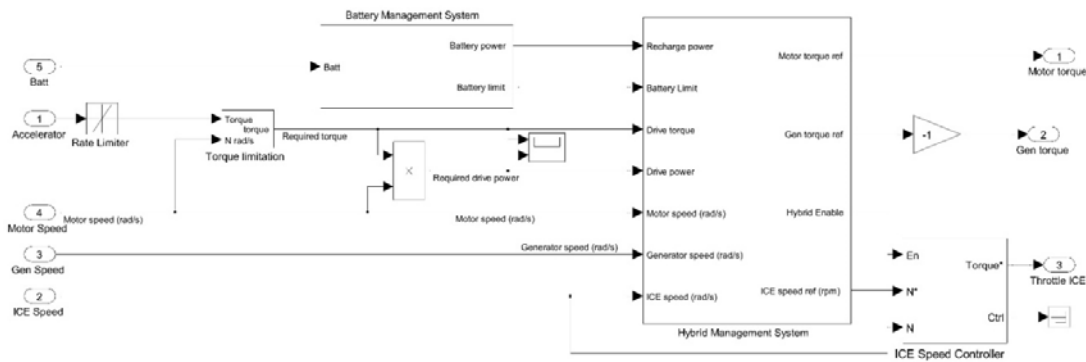 Battery Management System
Battery power
Batt
Battery limit
5
Batt
1
Accelerator
Rate Limiter
Torque
torque
N rad/s
Torque limitation
Required torque
×
Required drive power
4
Motor Speed
Motor speed (rad/s)
Motor speed (rad/s)
3
Gen Speed
Generator speed (rad/s)
2
ICE Speed
Recharge power
Motor torque ref
Battery Limit
Drive torque
Gen torque ref
Drive power
Motor speed (rad/s)
Hybrid Enable
Generator speed (rad/s)
ICE speed (rad/s)
ICE speed ref (rpm)
Hybrid Management System
1
Motor torque
-1
2
Gen torque
En
Torque*
N*
Ctrl
N
ICE Speed Controller
3
Throttle ICE